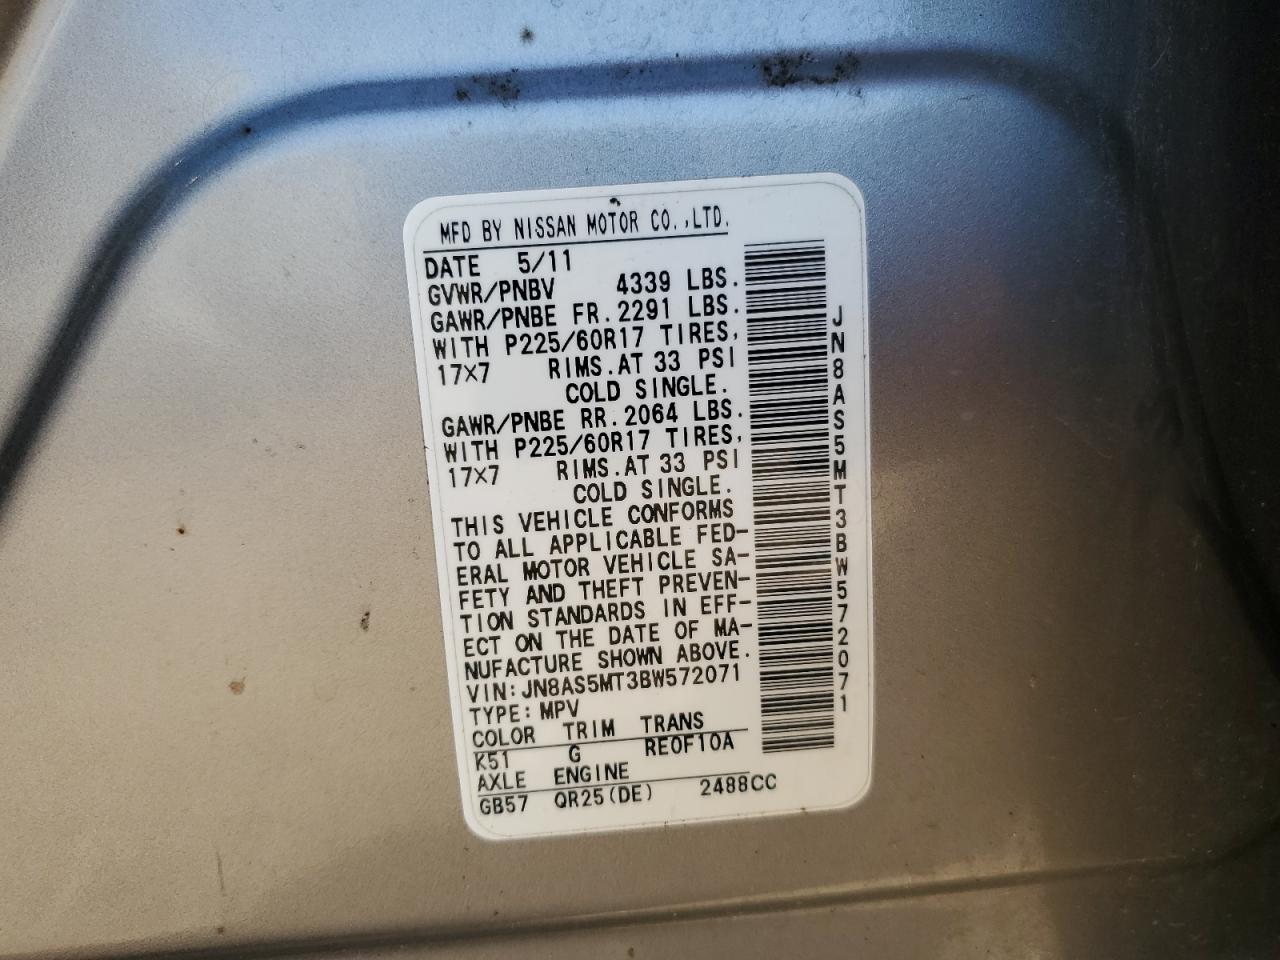 MFD BY NISSAN MOTOR CO.,LTD.
DATE 5/11
GVWR/PNBV 4339 LBS.
GAWR/PNBE FR.2291 LBS.
WITH P225/60R17 TIRES,
17×7 RIMS.AT 33 PSI
COLD SINGLE.
GAWR/PNBE RR.2064 LBS.
WITH P225/60R17 TIRES,
17×7 RIMS.AT 33 PSI
COLD SINGLE.
THIS VEHICLE CONFORMS
TO ALL APPLICABLE FED-
ERAL MOTOR VEHICLE SA-
FETY AND THEFT PREVEN-
TION STANDARDS IN EFF-
ECT ON THE DATE OF MA-
NUFACTURE SHOWN ABOVE.
VIN:JN8AS5MT3BW572071
TYPE:MPV
COLOR TRIM TRANS
K51 G RE0F10A
AXLE ENGINE
GB57 QR25(DE) 2488CC
JN8AS5MT3BW572071